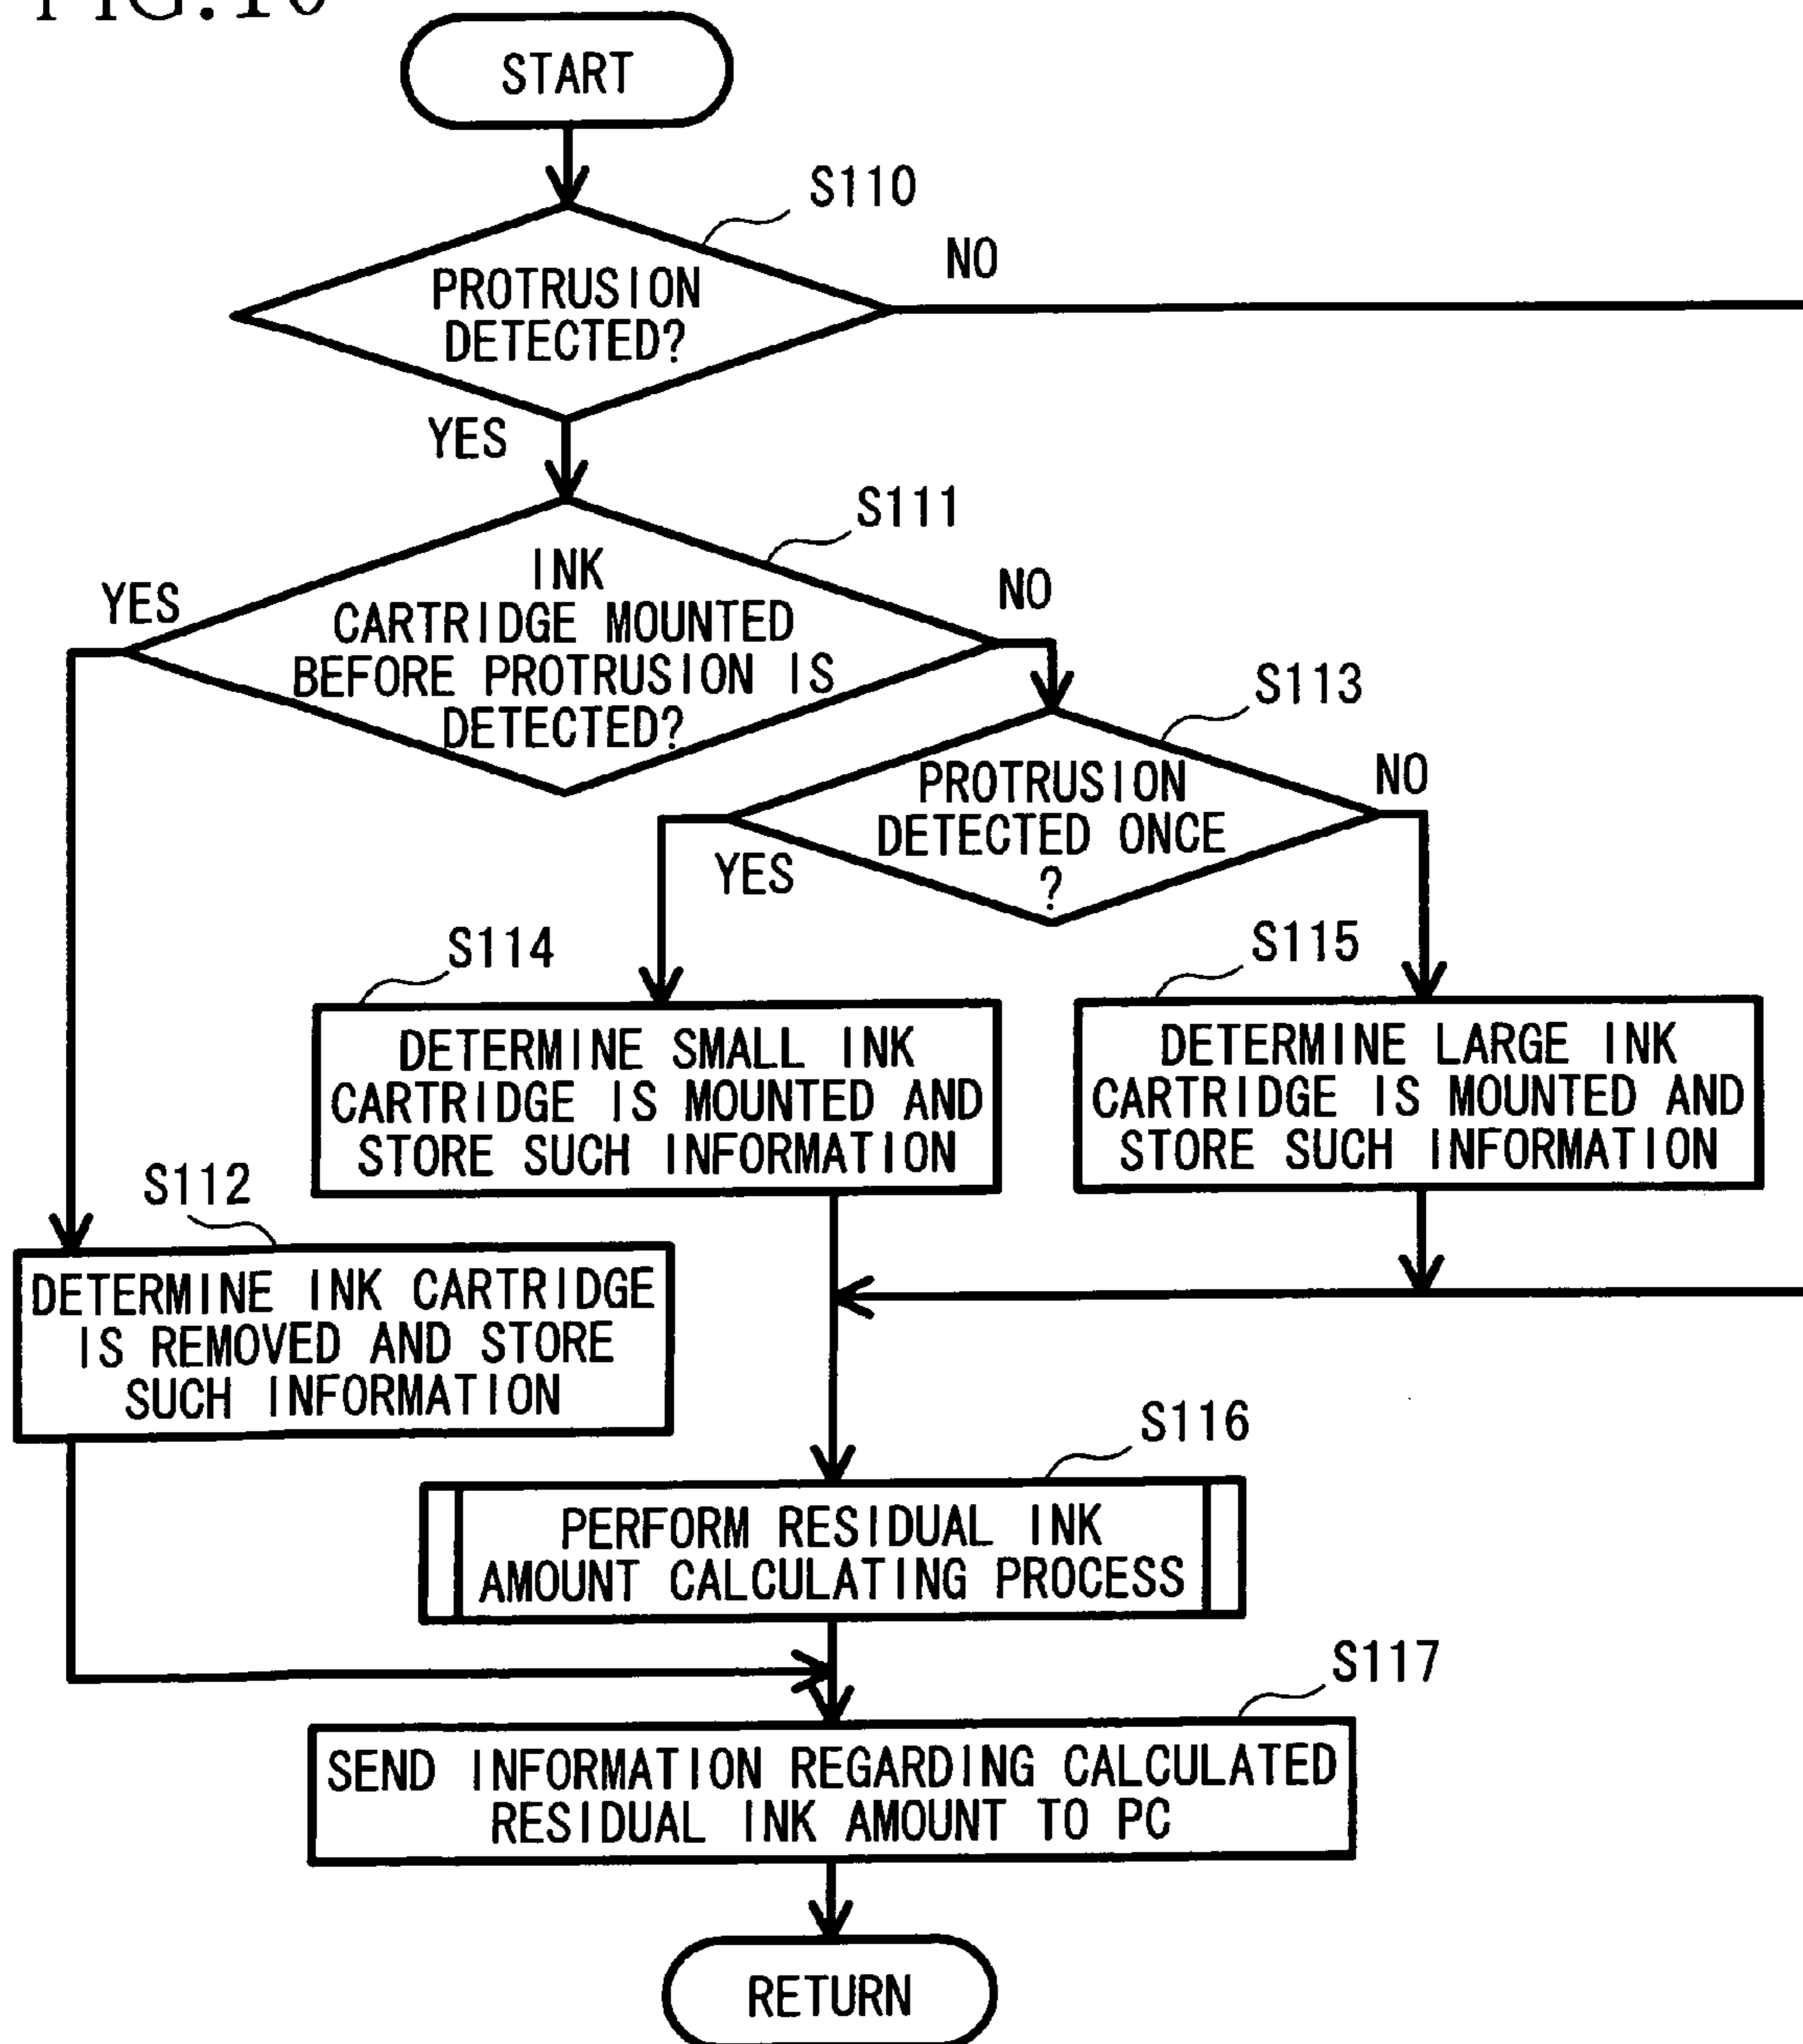 FIG.10
START
S110
PROTRUSION
DETECTED?
NO
YES
S111
INK
CARTRIDGE MOUNTED
BEFORE PROTRUSION IS
DETECTED?
YES
NO
S113
PROTRUSION
DETECTED ONCE
?
YES
NO
S114
DETERMINE SMALL INK
CARTRIDGE IS MOUNTED AND
STORE SUCH INFORMATION
S115
DETERMINE LARGE INK
CARTRIDGE IS MOUNTED AND
STORE SUCH INFORMATION
S112
DETERMINE INK CARTRIDGE
IS REMOVED AND STORE
SUCH INFORMATION
S116
PERFORM RESIDUAL INK
AMOUNT CALCULATING PROCESS
S117
SEND INFORMATION REGARDING CALCULATED
RESIDUAL INK AMOUNT TO PC
RETURN